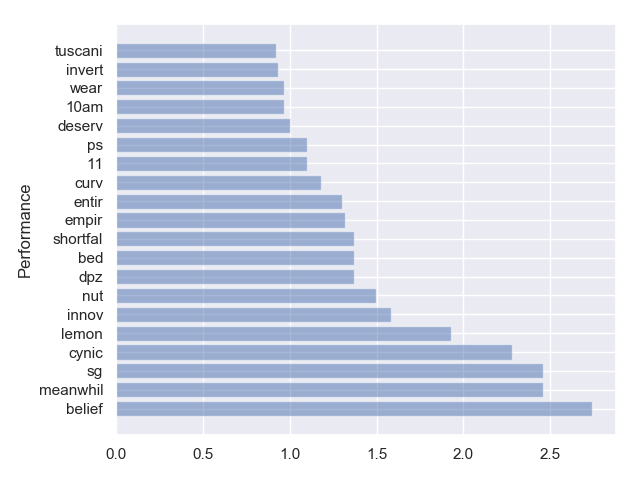 tuscani
invert
wear
10am
deserv
ps
11
curv
entir
empir
shortfal
bed
dpz
nut
innov
lemon
cynic
sg
meanwhil
belief
Performance
0.0 0.5 1.0 1.5 2.0 2.5